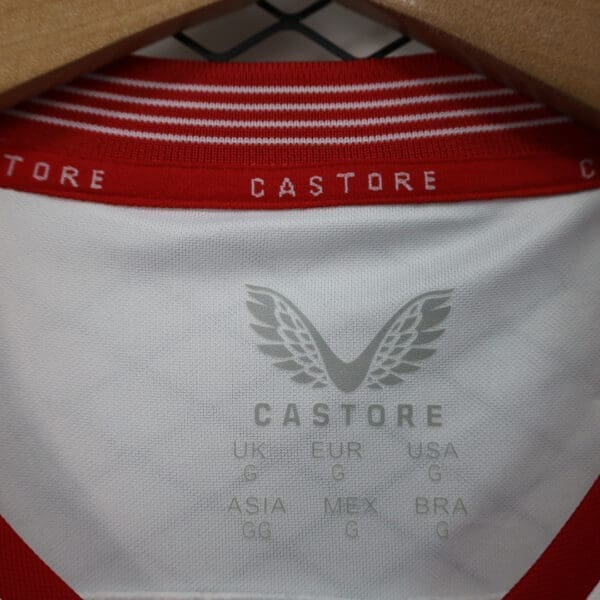 TORE CASTORE C
CASTORE
UK EUR USA
G G G
ASIA MEX BRA
GG G G